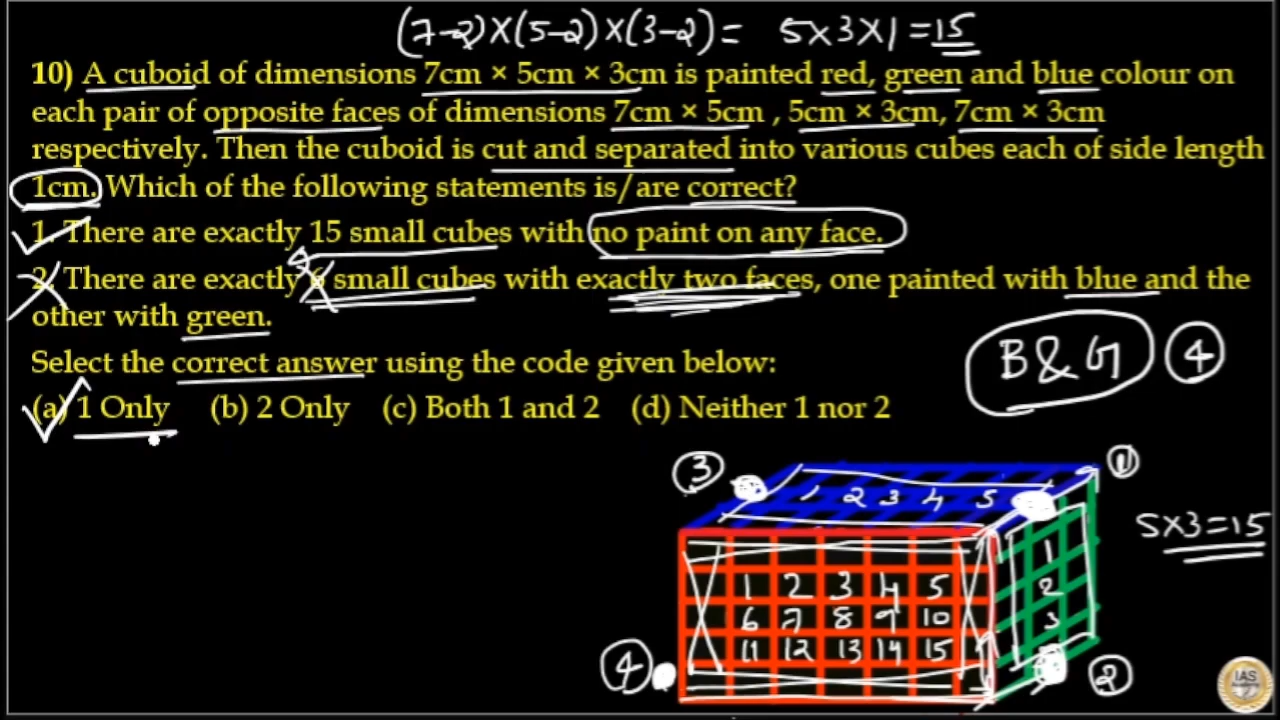 (7-2)×(5-2)×(3-2)= 5×3×1=15
10) A cuboid of dimensions 7cm × 5cm × 3cm is painted red, green and blue colour on
each pair of opposite faces of dimensions 7cm × 5cm , 5cm × 3cm, 7cm × 3cm
respectively. Then the cuboid is cut and separated into various cubes each of side length
1cm. Which of the following statements is/are correct?
1. There are exactly 15 small cubes with no paint on any face.
2. There are exactly 6 small cubes with exactly two faces, one painted with blue and the
other with green.
B & G 4
Select the correct answer using the code given below:
(a) 1 Only (b) 2 Only (c) Both 1 and 2 (d) Neither 1 nor 2
3 1
1 2 3 4 5
5×3=15
1
1 2 3 4 5 2
6 7 8 9 10 3
11 12 13 14 15
4 2
IAS